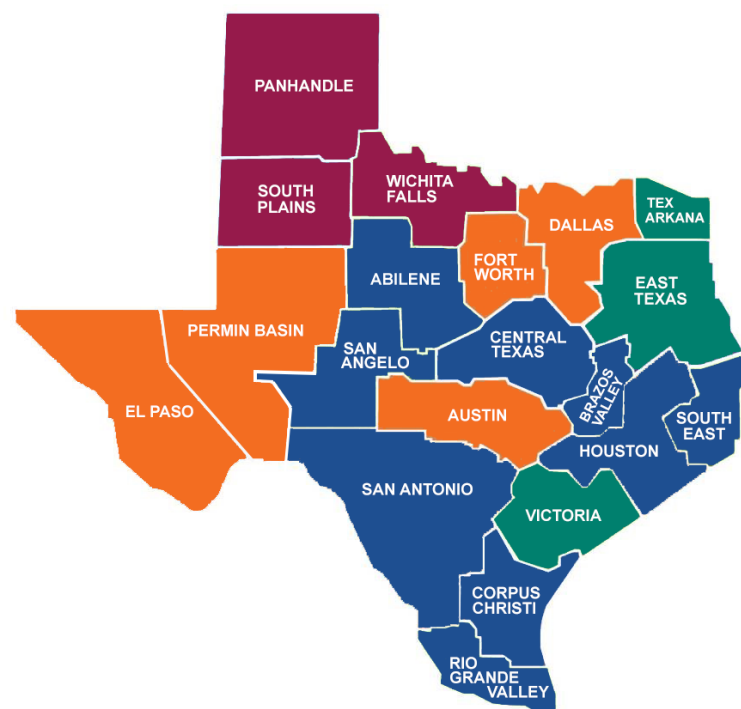 PANHANDLE
SOUTH
PLAINS
WICHITA
FALLS
TEX
ARKANA
DALLAS
FORT
WORTH
ABILENE
EAST
TEXAS
PERMIN BASIN
SAN
ANGELO
CENTRAL
TEXAS
BRAZOS
VALLEY
EL PASO
AUSTIN
SOUTH
EAST
HOUSTON
SAN ANTONIO
VICTORIA
CORPUS
CHRISTI
RIO
GRANDE
VALLEY